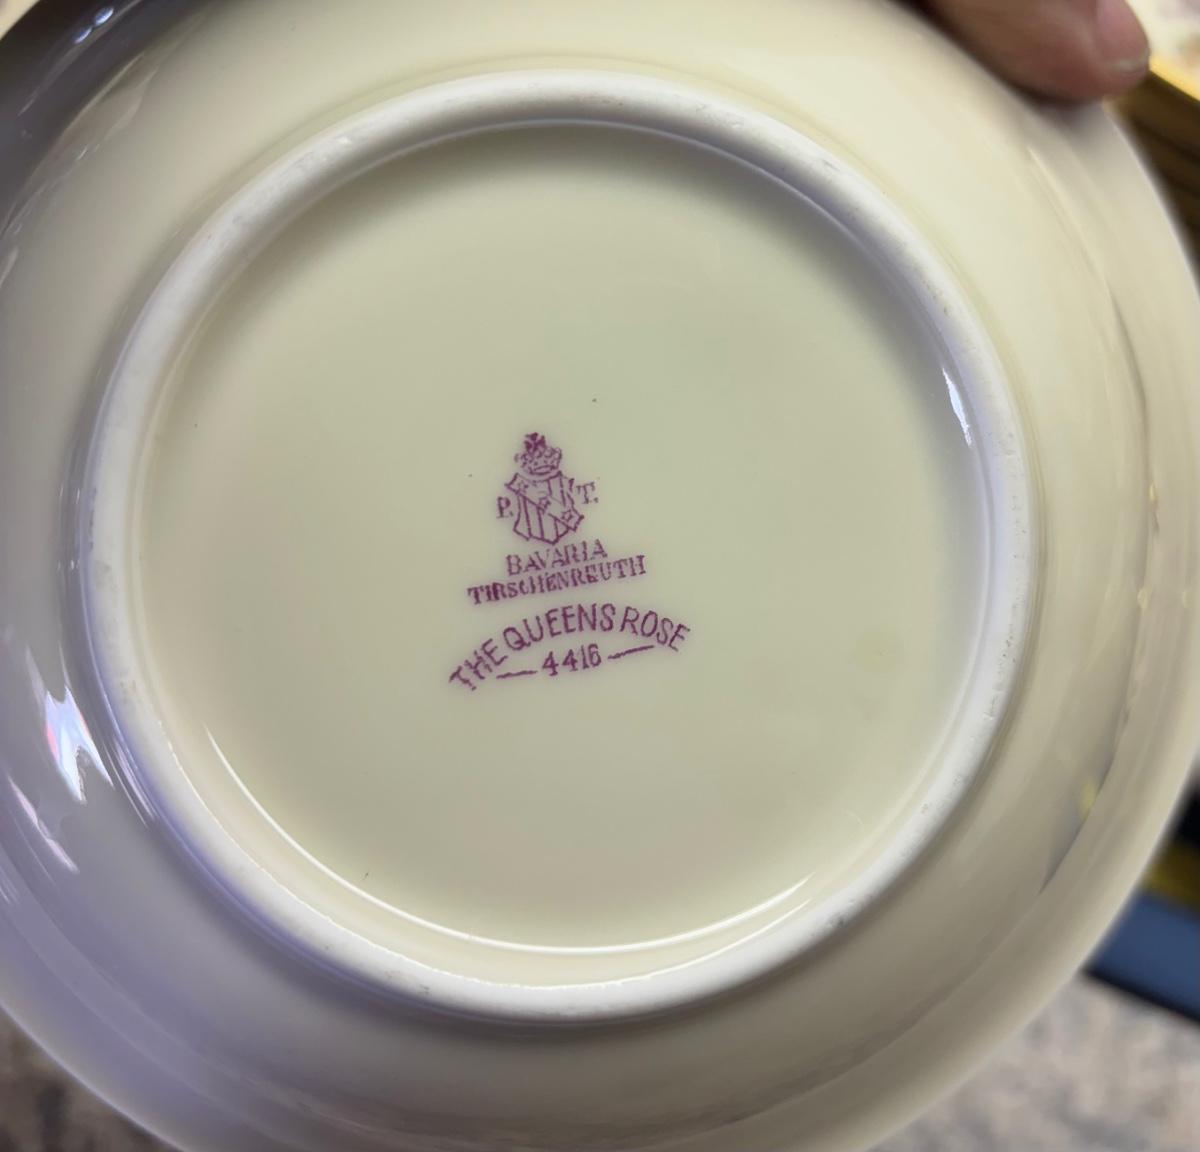 P. T.
BAVARIA
TIRSCHENREUTH
THE QUEENS ROSE
— 4416 —